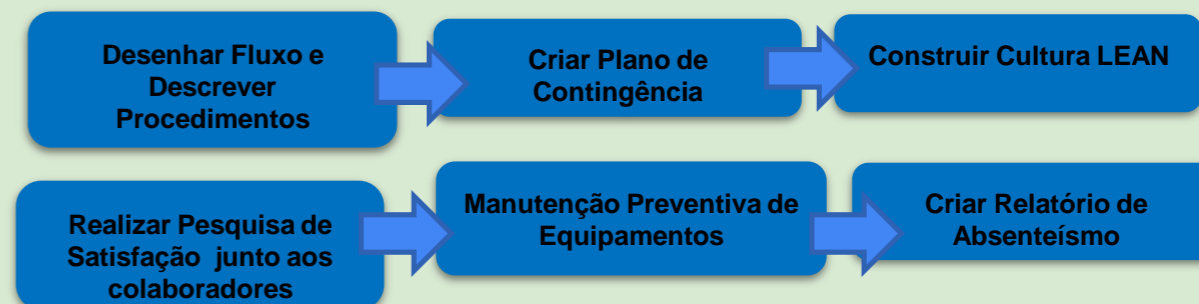 Desenhar Fluxo e
Descrever
Procedimentos
Criar Plano de
Contingência
Construir Cultura LEAN
Realizar Pesquisa de
Satisfação junto aos
colaboradores
Manutenção Preventiva de
Equipamentos
Criar Relatório de
Absenteísmo